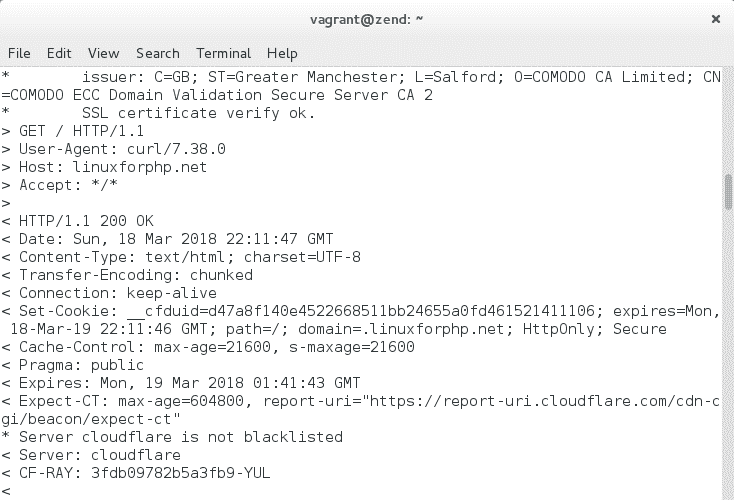 vagrant@zend: ~
×
File Edit View Search Terminal Help
*        issuer: C=GB; ST=Greater Manchester; L=Salford; O=COMODO CA Limited; CN
=COMODO ECC Domain Validation Secure Server CA 2
*        SSL certificate verify ok.
> GET / HTTP/1.1
> User-Agent: curl/7.38.0
> Host: linuxforphp.net
> Accept: */*
>
< HTTP/1.1 200 OK
< Date: Sun, 18 Mar 2018 22:11:47 GMT
< Content-Type: text/html; charset=UTF-8
< Transfer-Encoding: chunked
< Connection: keep-alive
< Set-Cookie: __cfduid=d47a8f140e4522668511bb24655a0fd461521411106; expires=Mon,
 18-Mar-19 22:11:46 GMT; path=/; domain=.linuxforphp.net; HttpOnly; Secure
< Cache-Control: max-age=21600, s-maxage=21600
< Pragma: public
< Expires: Mon, 19 Mar 2018 01:41:43 GMT
< Expect-CT: max-age=604800, report-uri="https://report-uri.cloudflare.com/cdn-c
gi/beacon/expect-ct"
* Server cloudflare is not blacklisted
< Server: cloudflare
< CF-RAY: 3fdb09782b5a3fb9-YUL
<